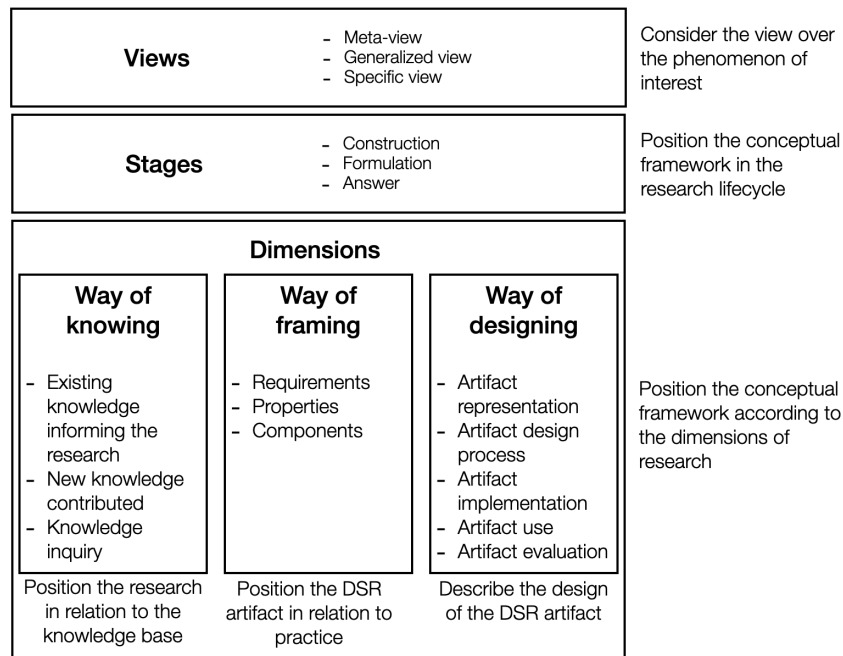 Views
- Meta-view
- Generalized view
- Specific view
Consider the view over
the phenomenon of
interest
Stages
- Construction
- Formulation
- Answer
Position the conceptual
framework in the
research lifecycle
Dimensions
Way of
knowing
- Existing
knowledge
informing the
research
- New knowledge
contributed
- Knowledge
inquiry
Position the research
in relation to the
knowledge base
Way of
framing
- Requirements
- Properties
- Components
Position the DSR
artifact in relation to
practice
Way of
designing
- Artifact
representation
- Artifact design
process
- Artifact
implementation
- Artifact use
- Artifact evaluation
Describe the design
of the DSR artifact
Position the conceptual
framework according to
the dimensions of
research